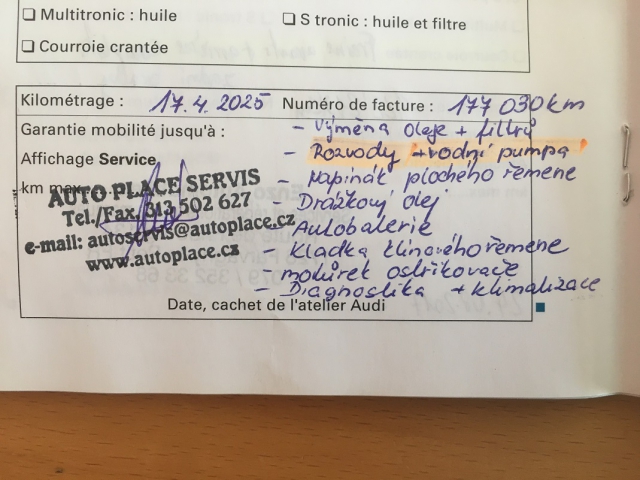 ❏ Multitronic : huile
❏ S tronic : huile et filtre
❏ Courroie crantée
Kilométrage : 17.4.2025 Numéro de facture : 177 030 km
Garantie mobilité jusqu'à :
- výměna oleje + filtrů
Affichage Service
- Rozvody + vodní pumpa
km max.
- Napínák plochého řemene
AUTO PLACE SERVIS
- Drážkový olej
Tel./Fax. 313 502 627
- Autobaterie
e-mail: autoservis@autoplace.cz
- kladka klínového řemene
www.autoplace.cz
- motůrek ostřikovače
- Diagnostika + klimatizace
Date, cachet de l'atelier Audi